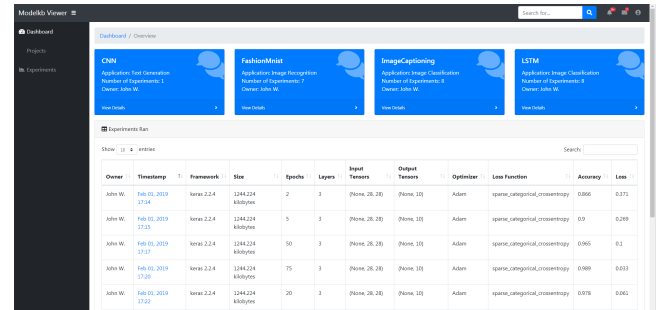 Modelkb Viewer
Search for...
Dashboard
Projects
Experiments
Dashboard / Overview
CNN
Application: Text Generation
Number of Experiments: 1
Owner: John W.
View Details
FashionMnist
Application: Image Recognition
Number of Experiments: 7
Owner: John W.
View Details
ImageCaptioning
Application: Image Classification
Number of Experiments: 8
Owner: John W.
View Details
LSTM
Application: Image Classification
Number of Experiments: 8
Owner: John W.
View Details
Experiments Ran
Show 10 entries
Search:
Owner Timestamp Framework Size Epochs Layers Input Tensors Output Tensors Optimizer Loss Function Accuracy Loss
John W. Feb 01, 2019 17:14 keras 2.2.4 1244.224 kilobytes 2 3 (None, 28, 28) (None, 10) Adam sparse_categorical_crossentropy 0.866 0.371
John W. Feb 01, 2019 17:15 keras 2.2.4 1244.224 kilobytes 5 3 (None, 28, 28) (None, 10) Adam sparse_categorical_crossentropy 0.9 0.269
John W. Feb 01, 2019 17:17 keras 2.2.4 1244.224 kilobytes 50 3 (None, 28, 28) (None, 10) Adam sparse_categorical_crossentropy 0.965 0.1
John W. Feb 01, 2019 17:20 keras 2.2.4 1244.224 kilobytes 75 3 (None, 28, 28) (None, 10) Adam sparse_categorical_crossentropy 0.989 0.033
John W. Feb 01, 2019 17:22 keras 2.2.4 1244.224 kilobytes 20 3 (None, 28, 28) (None, 10) Adam sparse_categorical_crossentropy 0.978 0.061